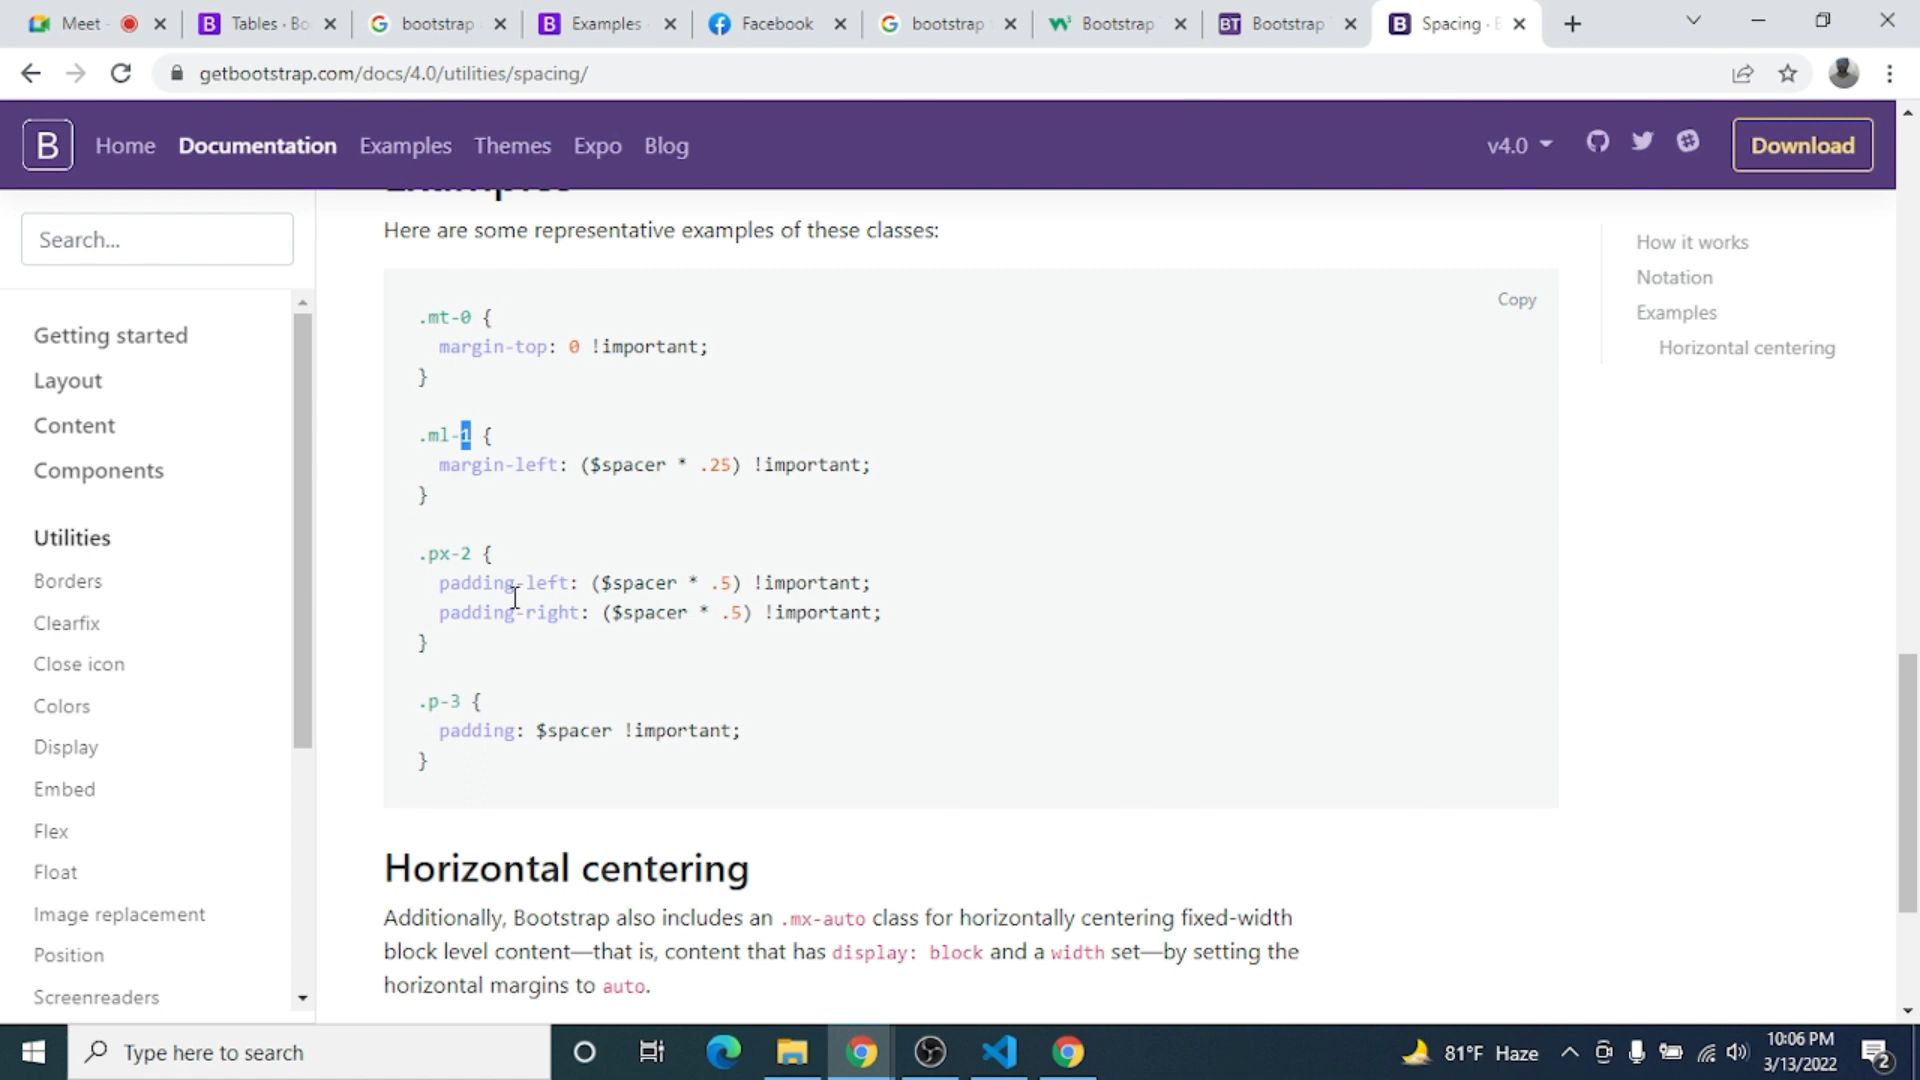 Meet
Tables - Bo
bootstrap
Examples
Facebook
bootstrap
Bootstrap
BT
Bootstrap
Spacing - B
getbootstrap.com/docs/4.0/utilities/spacing/
B
Home
Documentation
Examples
Themes
Expo
Blog
v4.0
Download
Search...
Getting started
Layout
Content
Components
Utilities
Borders
Clearfix
Close icon
Colors
Display
Embed
Flex
Float
Image replacement
Position
Screenreaders
Examples
Here are some representative examples of these classes:
Copy
.mt-0 {
margin-top: 0 !important;
}
.ml-1 {
margin-left: ($spacer * .25) !important;
}
.px-2 {
padding-left: ($spacer * .5) !important;
padding-right: ($spacer * .5) !important;
}
.p-3 {
padding: $spacer !important;
}
Horizontal centering
Additionally, Bootstrap also includes an .mx-auto class for horizontally centering fixed-width
block level content—that is, content that has display: block and a width set—by setting the
horizontal margins to auto.
How it works
Notation
Examples
Horizontal centering
Type here to search
81°F Haze
10:06 PM
3/13/2022
2